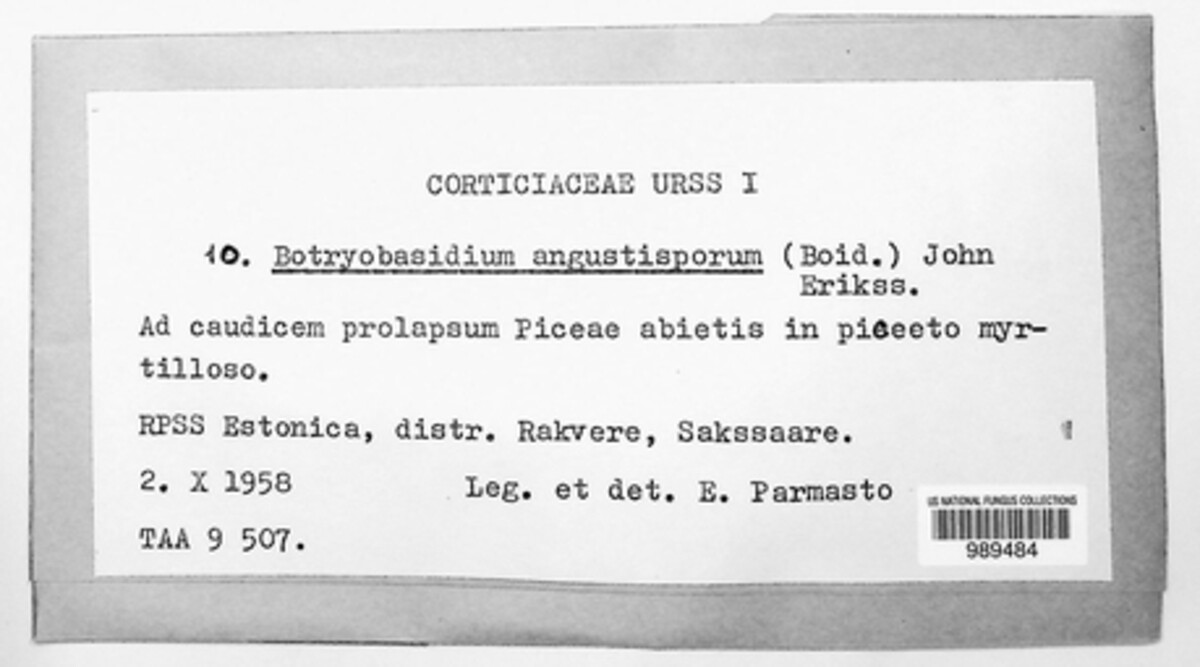 CORTICIACEAE URSS I
10. Botryobasidium angustisporum (Boid.) John
Erikss.
Ad caudicem prolapsum Piceae abietis in piceeto myr-
tilloso.
RPSS Estonica, distr. Rakvere, Sakssaare.
2. X 1958 Leg. et det. E. Parmasto
TAA 9 507.
US NATIONAL FUNGUS COLLECTIONS
989484